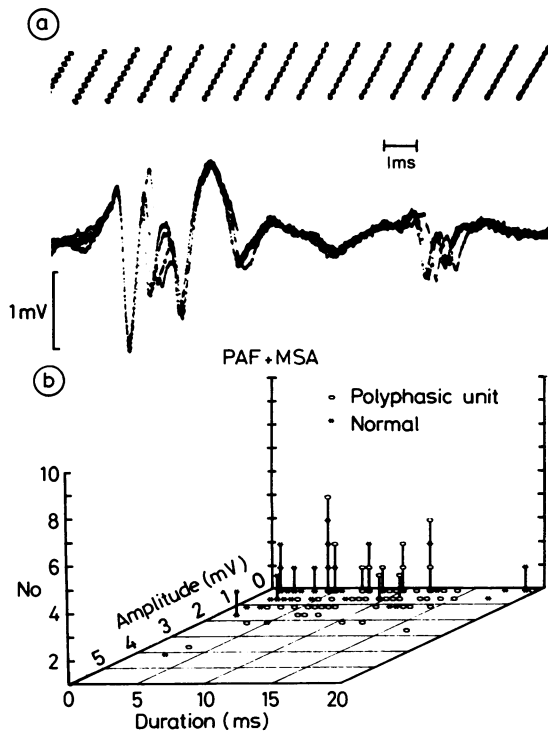 a
1ms
1mV
PAF + MSA
b
Polyphasic unit
Normal
10
8
6
4
2
No
Amplitude (mV)
5 4 3 2 1 0
0 5 10 15 20
Duration (ms)